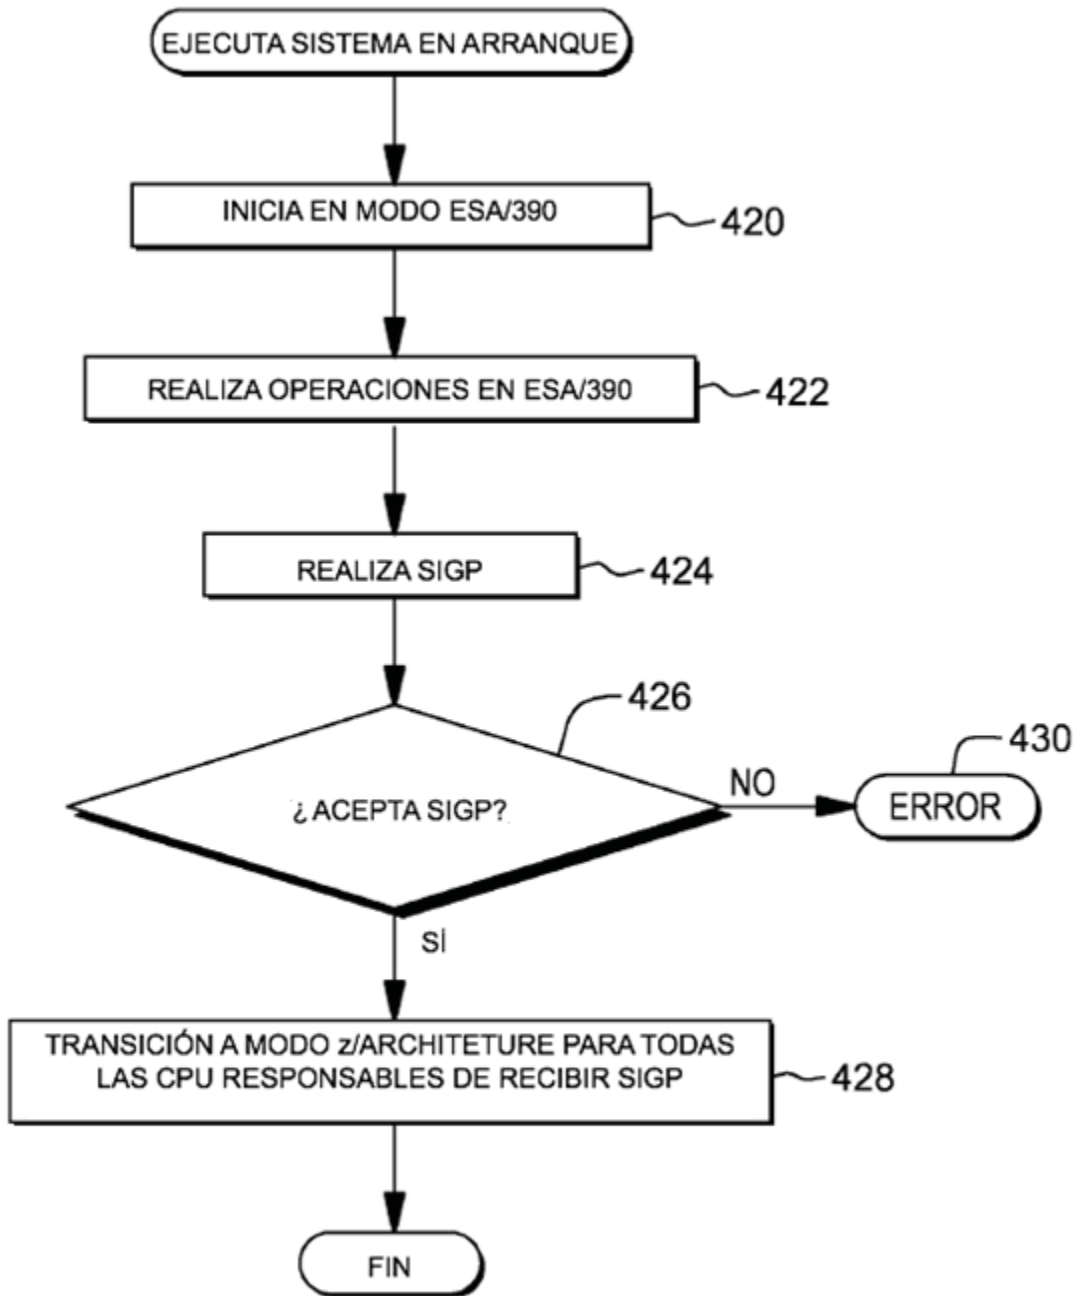 EJECUTA SISTEMA EN ARRANQUE
INICIA EN MODO ESA/390
420
REALIZA OPERACIONES EN ESA/390
422
REALIZA SIGP
424
426
¿ ACEPTA SIGP?
NO
430
ERROR
SÍ
TRANSICIÓN A MODO z/ARCHITETURE PARA TODAS
LAS CPU RESPONSABLES DE RECIBIR SIGP
428
FIN